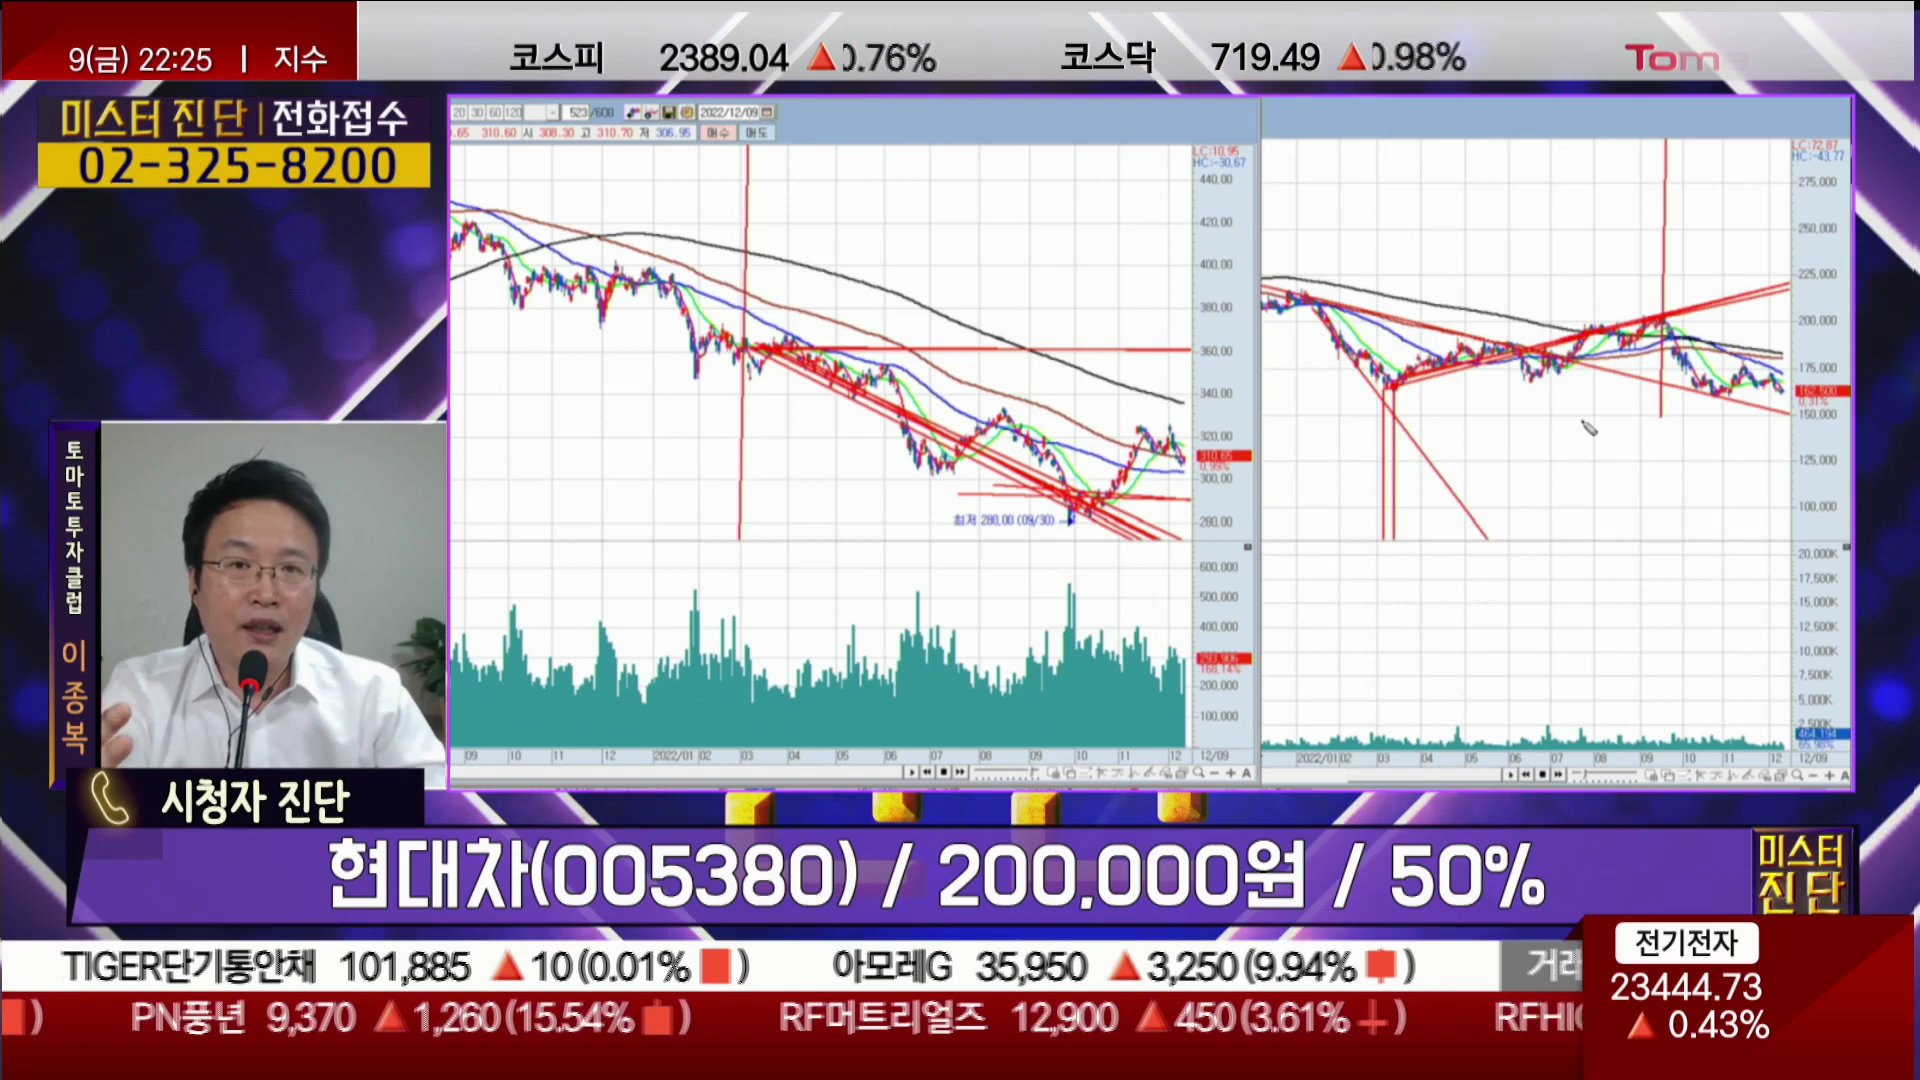 9(금) 22:25 | 지수
코스피 2389.04 ▲0.76%
코스닥 719.49 ▲0.98%
Toma
미스터 진단 | 전화접수
02-325-8200
20 30 60 120 523 /600 2022/12/09
310.60 시 308.30 고 310.70 저 306.95 매수 매도
LC:10.95
HC:-30.67
440.00
420.00
400.00
380.00
360.00
340.00
320.00
310.65
0.99%
300.00
280.00
최저 280.00 (09/30)
600,000
500,000
400,000
293,906
168.14%
200,000
100,000
09 10 11 12 2022/01 02 03 04 05 06 07 08 09 10 11 12 12/09
LC:72.87
HC:-43.77
275,000
250,000
225,000
200,000
175,000
162,500
0.31%
150,000
125,000
100,000
20,000K
17,500K
15,000K
12,500K
10,000K
7,500K
5,000K
2,500K
464,194
65.98%
2022/01 02 03 04 05 06 07 08 09 10 11 12 12/09
토마토투자클럽 이종복
시청자 진단
현대차(005380) / 200,000원 / 50%
미스터
진단
TIGER단기통안채 101,885 ▲10(0.01% ) 아모레G 35,950 ▲3,250(9.94% ) 거래
) PN풍년 9,370 ▲1,260(15.54% ) RF머트리얼즈 12,900 ▲450(3.61% ) RFHIC
전기전자
23444.73
▲ 0.43%